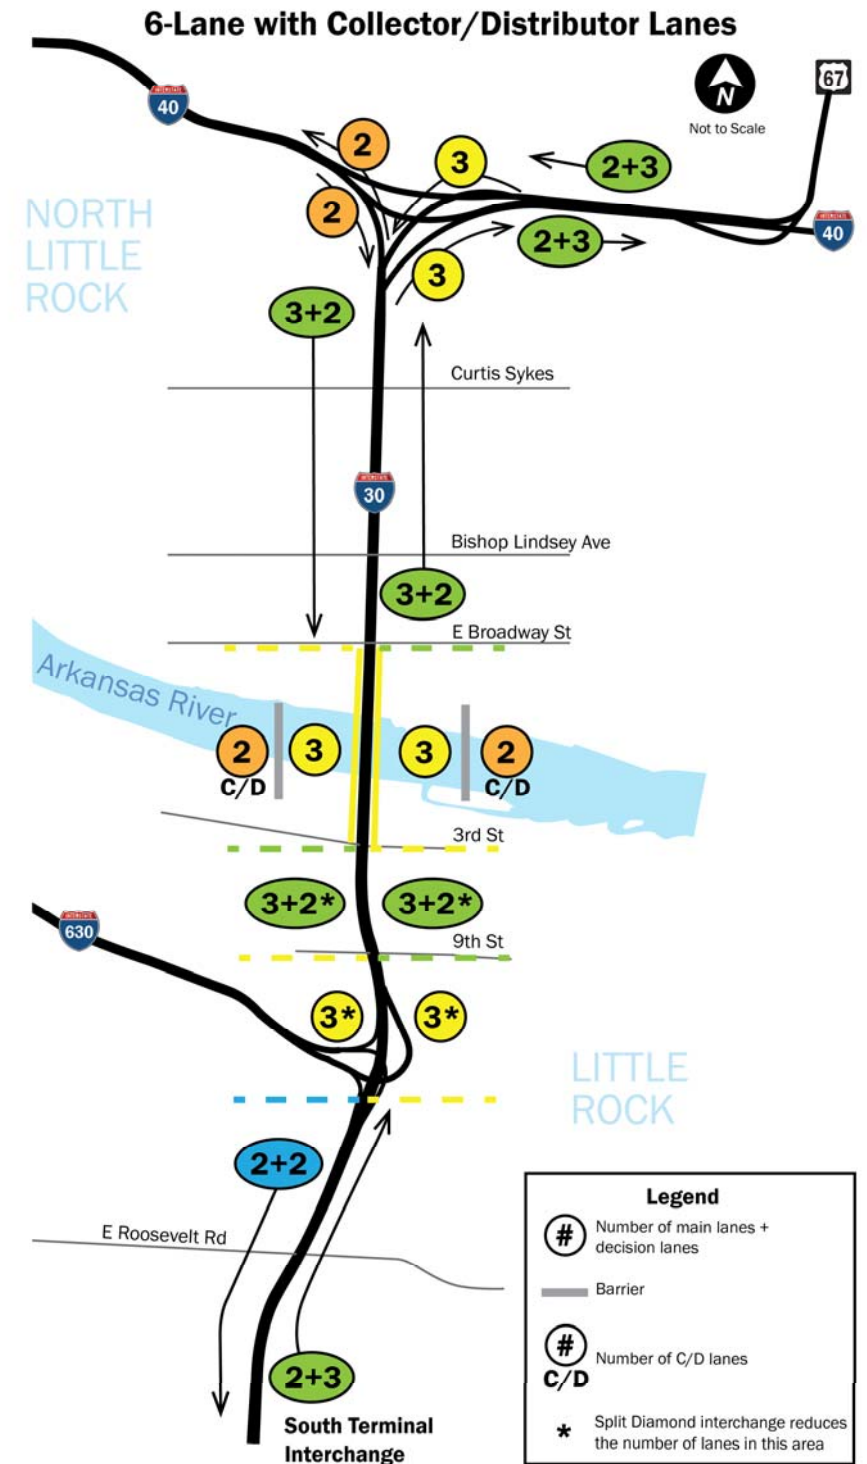 6-Lane with Collector/Distributor Lanes
INTERSTATE
40
N
Not to Scale
67
2
3
2+3
NORTH
LITTLE
ROCK
2
2+3
INTERSTATE
40
3
3+2
Curtis Sykes
INTERSTATE
30
Bishop Lindsey Ave
3+2
E Broadway St
Arkansas River
2
C/D
3
3
2
C/D
3rd St
3+2*
3+2*
INTERSTATE
630
9th St
3*
3*
LITTLE
ROCK
2+2
E Roosevelt Rd
2+3
South Terminal
Interchange
Legend
#
Number of main lanes +
decision lanes
Barrier
#
C/D
Number of C/D lanes
*
Split Diamond interchange reduces
the number of lanes in this area